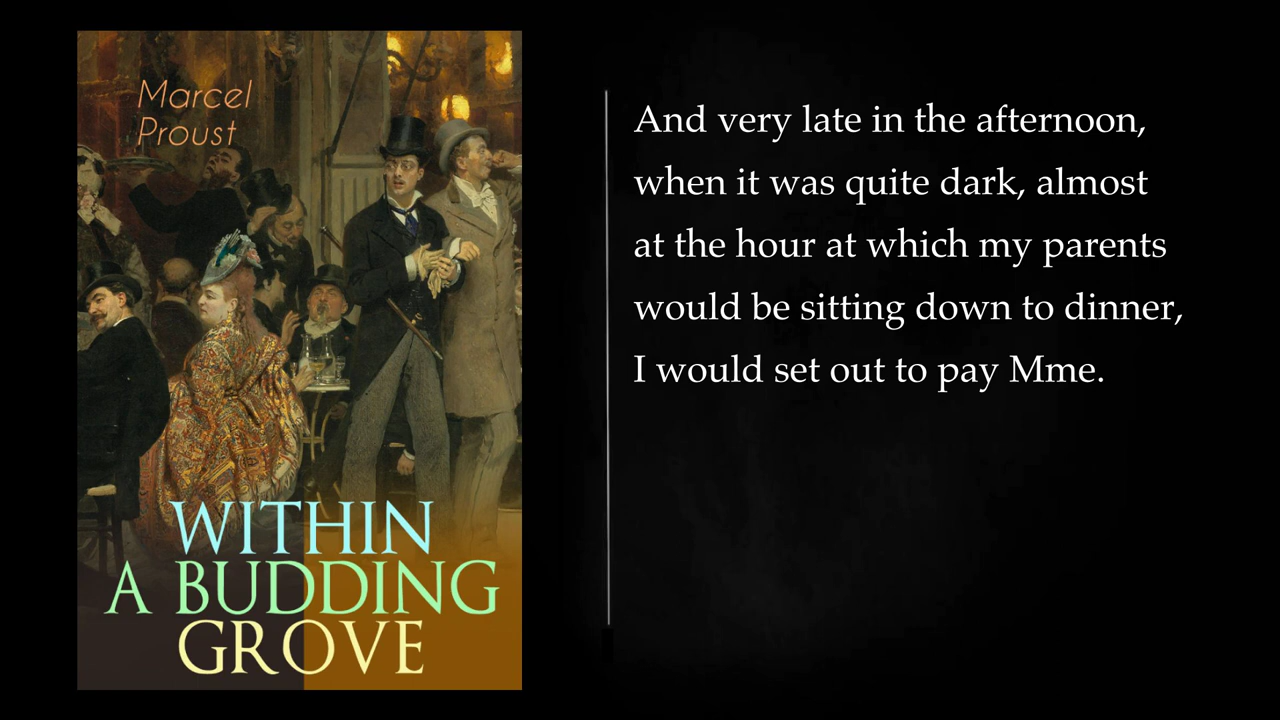 Marcel
Proust
WITHIN
A BUDDING
GROVE
And very late in the afternoon,
when it was quite dark, almost
at the hour at which my parents
would be sitting down to dinner,
I would set out to pay Mme.